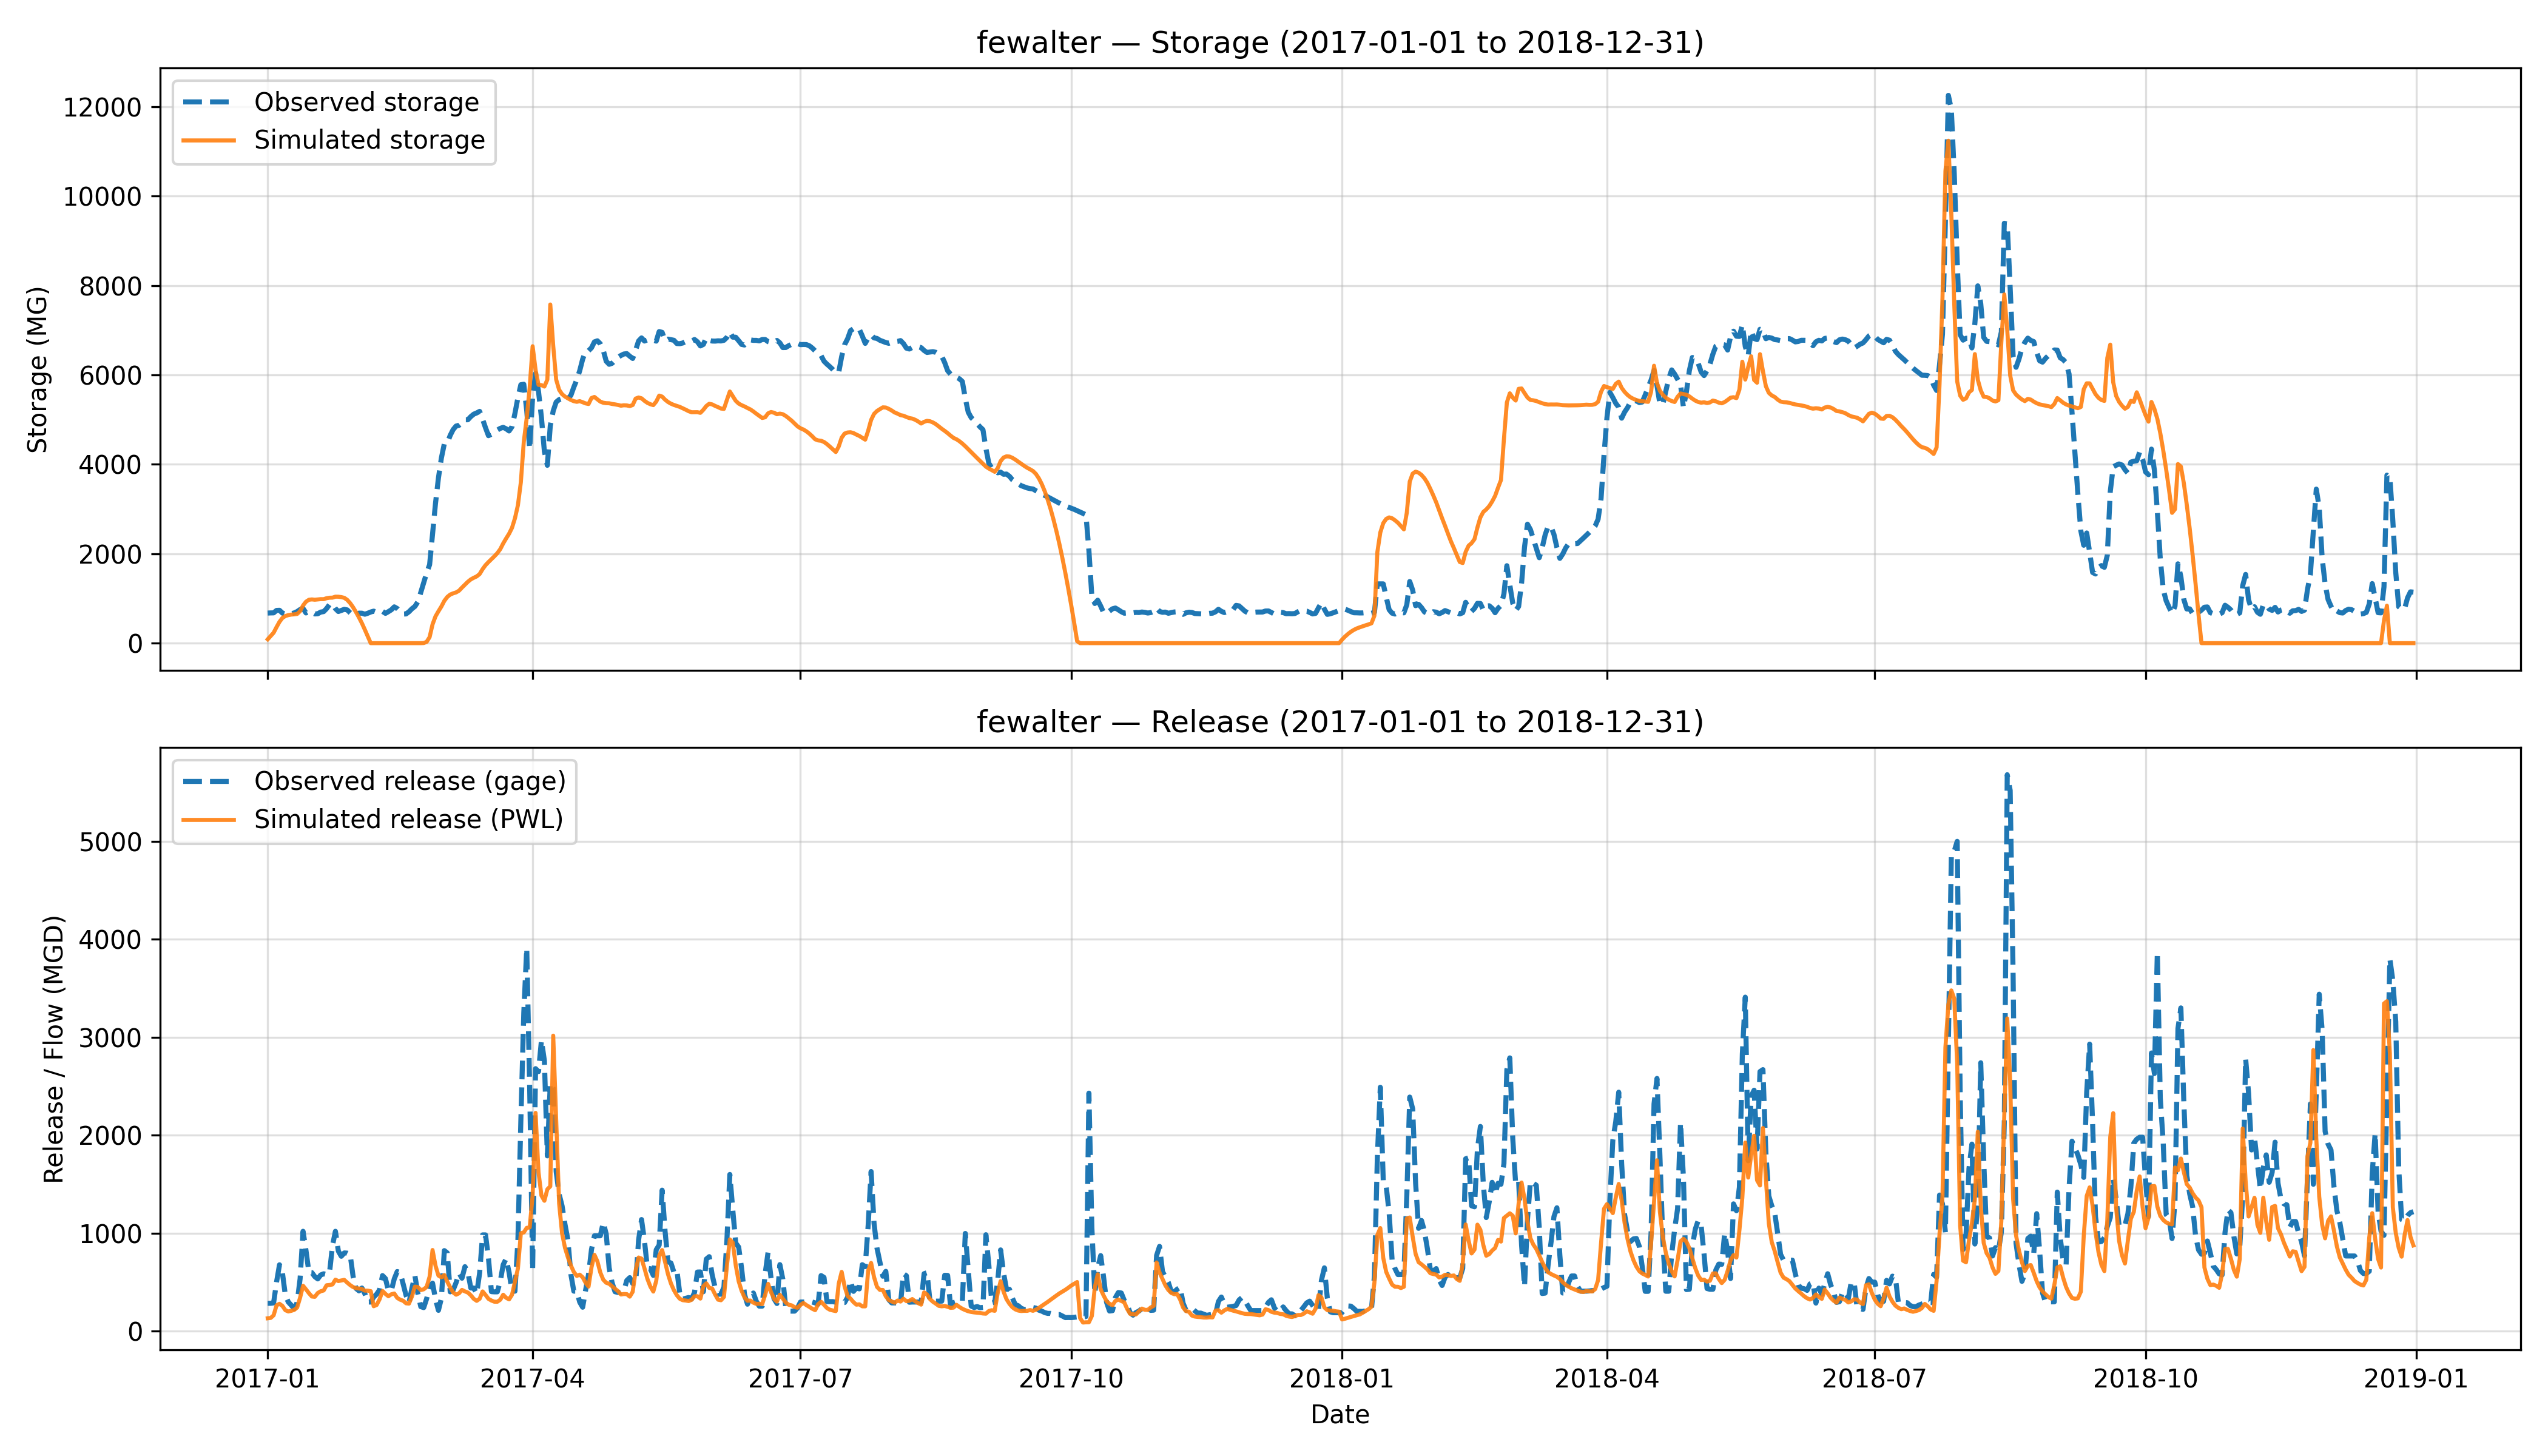 fewalter — Storage (2017-01-01 to 2018-12-31)
Observed storage
Simulated storage
Storage (MG)
12000
10000
8000
6000
4000
2000
0
fewalter — Release (2017-01-01 to 2018-12-31)
Observed release (gage)
Simulated release (PWL)
Release / Flow (MGD)
5000
4000
3000
2000
1000
0
2017-01 2017-04 2017-07 2017-10 2018-01 2018-04 2018-07 2018-10 2019-01
Date